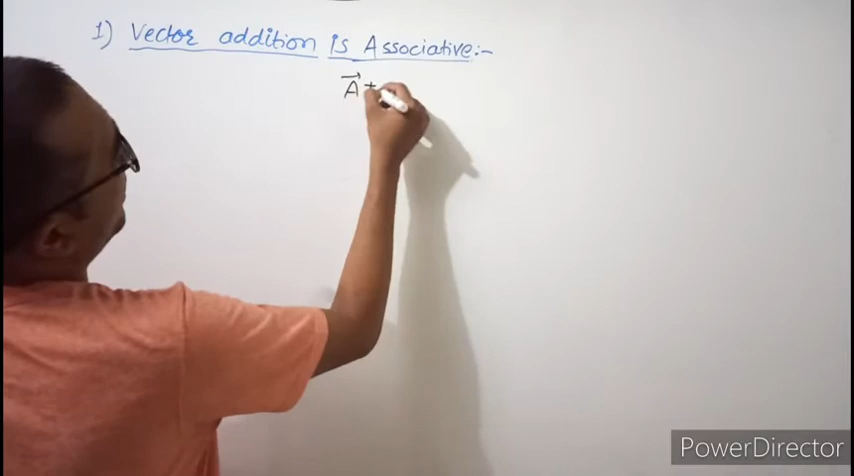 1) Vector addition is Associative:-
A⃗ +
PowerDirector